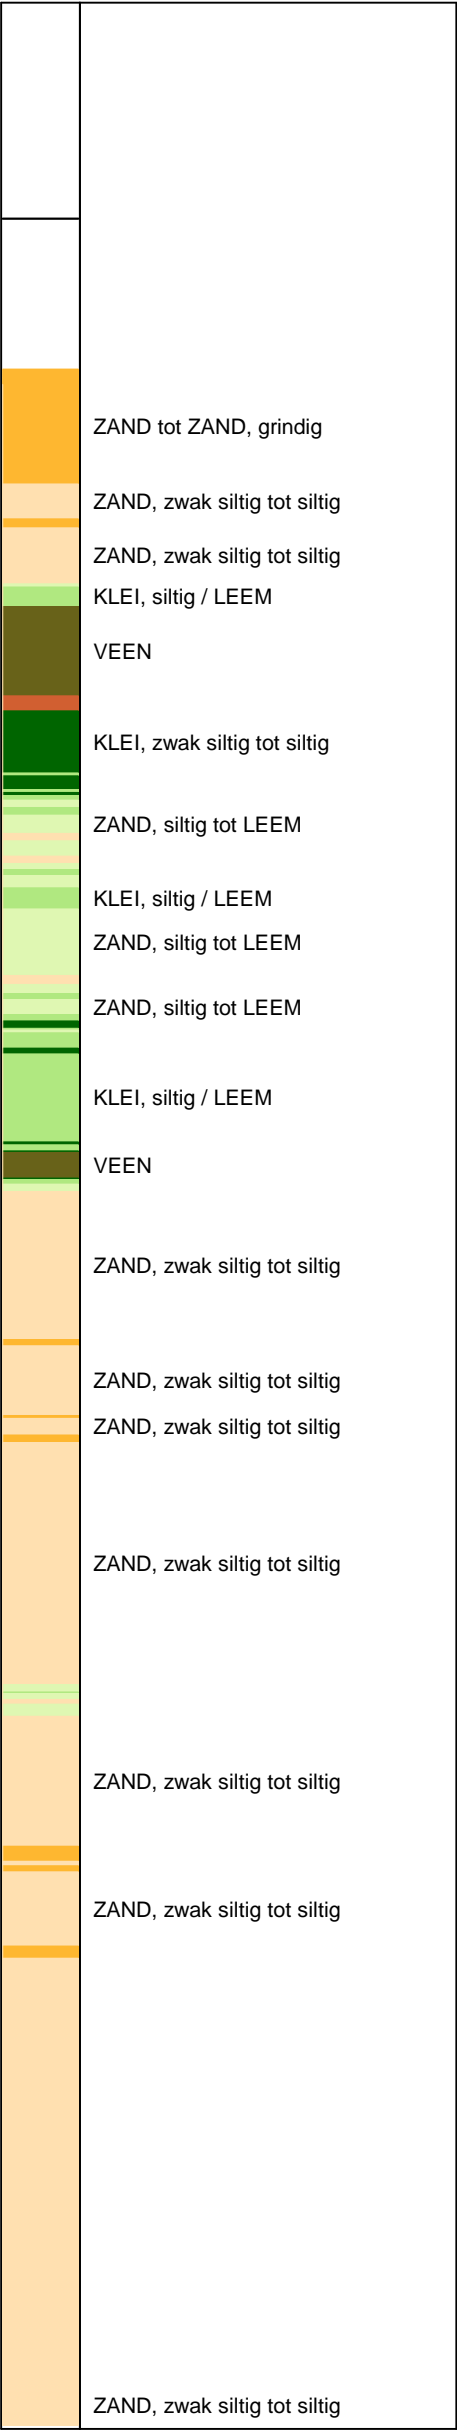 ZAND tot ZAND, grindig
ZAND, zwak siltig tot siltig
ZAND, zwak siltig tot siltig
KLEI, siltig / LEEM
VEEN
KLEI, zwak siltig tot siltig
ZAND, siltig tot LEEM
KLEI, siltig / LEEM
ZAND, siltig tot LEEM
ZAND, siltig tot LEEM
KLEI, siltig / LEEM
VEEN
ZAND, zwak siltig tot siltig
ZAND, zwak siltig tot siltig
ZAND, zwak siltig tot siltig
ZAND, zwak siltig tot siltig
ZAND, zwak siltig tot siltig
ZAND, zwak siltig tot siltig
ZAND, zwak siltig tot siltig